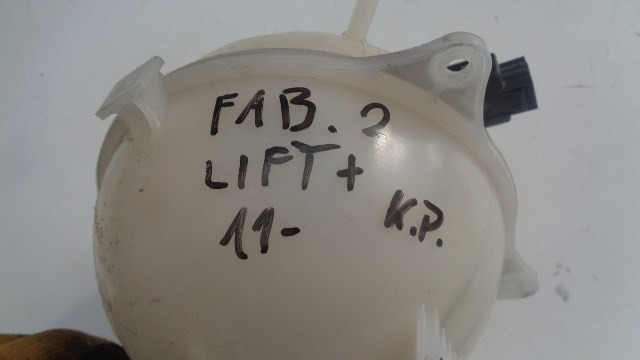 FAB. 2
LIFT+
11- K.P.